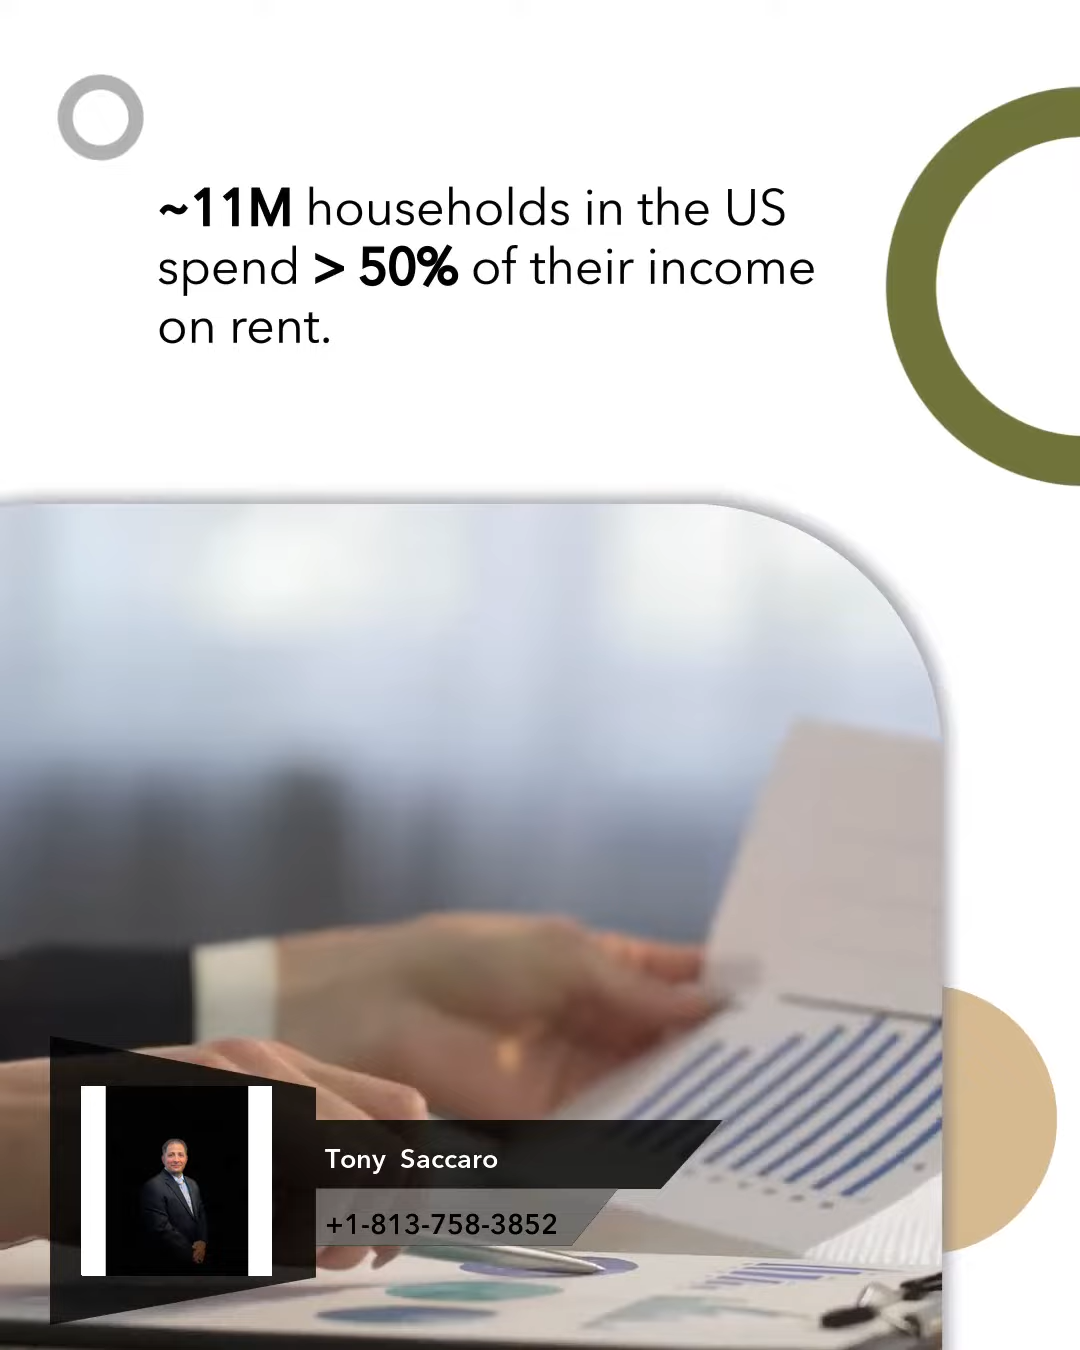 ~11M households in the US
spend > 50% of their income
on rent.
Tony Saccaro
+1-813-758-3852